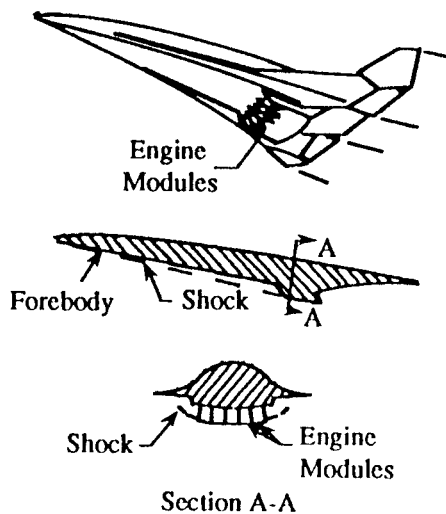 Engine
Modules
A
Forebody
Shock
A
Shock
Engine
Modules
Section A-A